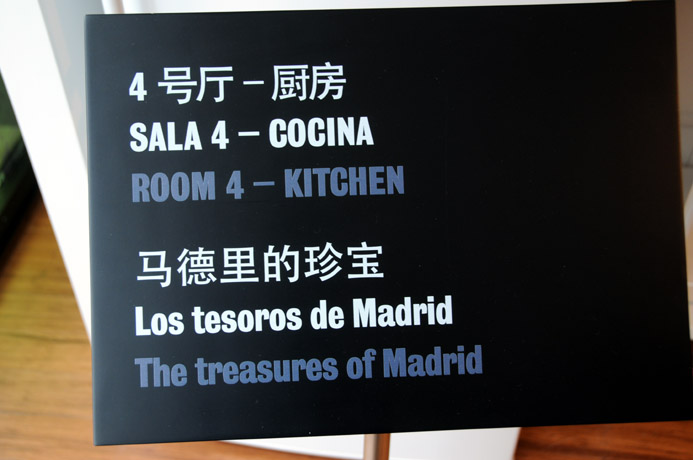 4 号厅－厨房
SALA 4 – COCINA
ROOM 4 – KITCHEN
马德里的珍宝
Los tesoros de Madrid
The treasures of Madrid